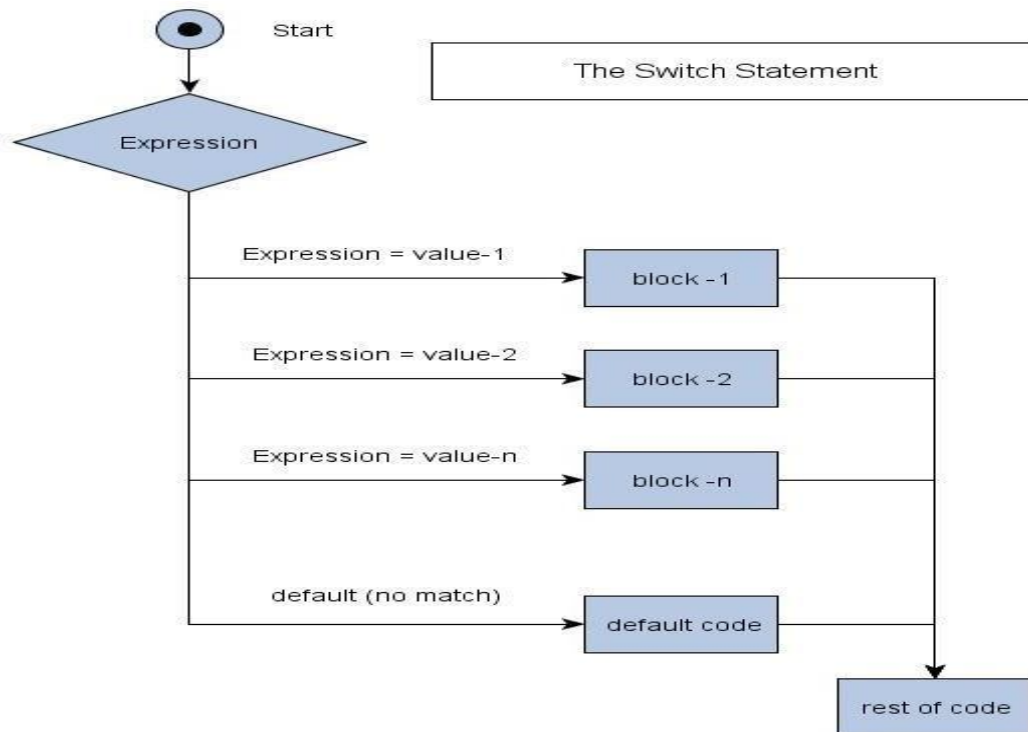 Start
The Switch Statement
Expression
Expression = value-1
block -1
Expression = value-2
block -2
Expression = value-n
block -n
default (no match)
default code
rest of code